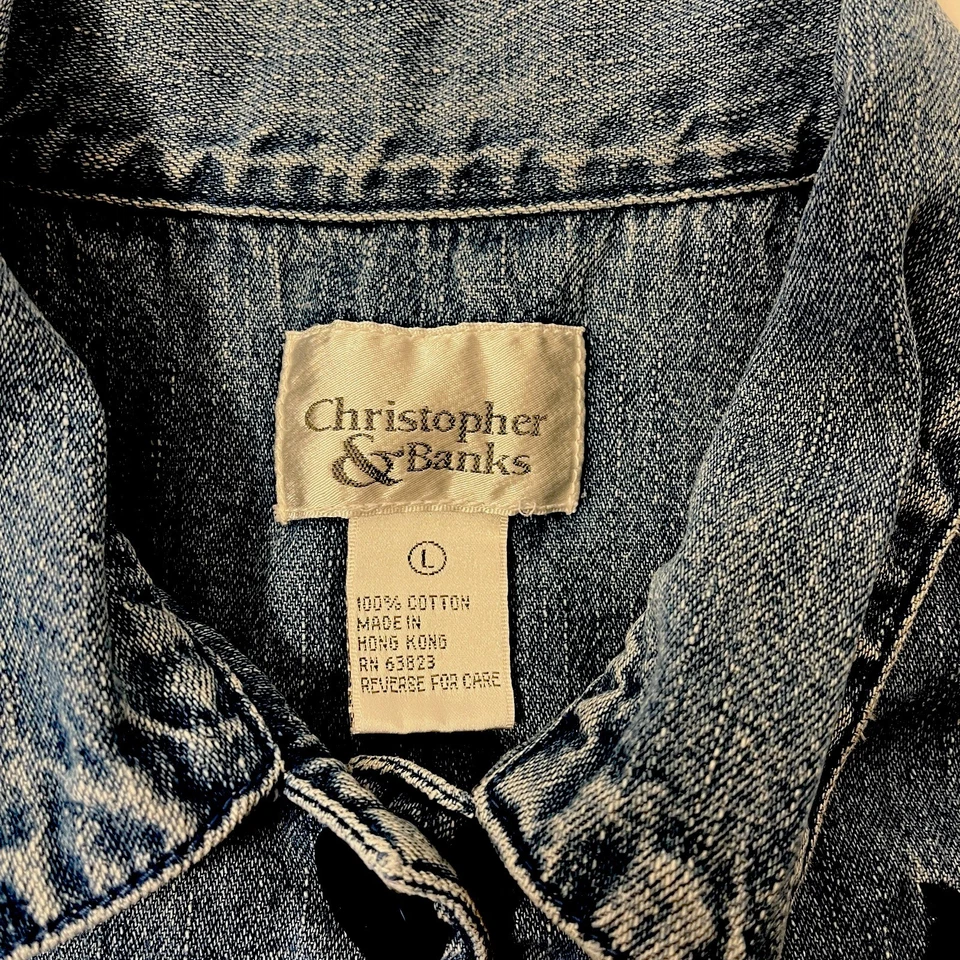 Christopher
& Banks
L
100% COTTON
MADE IN
HONG KONG
RN 63823
REVERSE FOR CARE